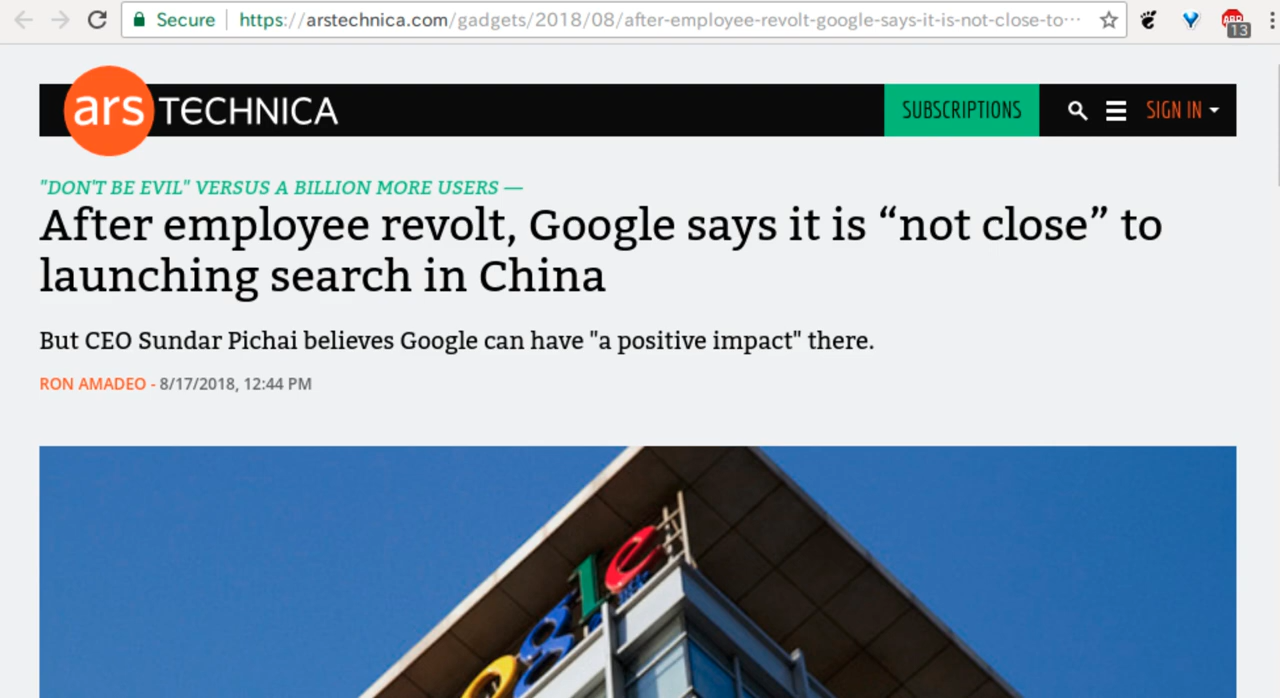 Secure https://arstechnica.com/gadgets/2018/08/after-employee-revolt-google-says-it-is-not-close-to…
ABP
13
ars TECHNICA
SUBSCRIPTIONS
SIGN IN
"DON'T BE EVIL" VERSUS A BILLION MORE USERS —
After employee revolt, Google says it is “not close” to
launching search in China
But CEO Sundar Pichai believes Google can have "a positive impact" there.
RON AMADEO - 8/17/2018, 12:44 PM
ogle